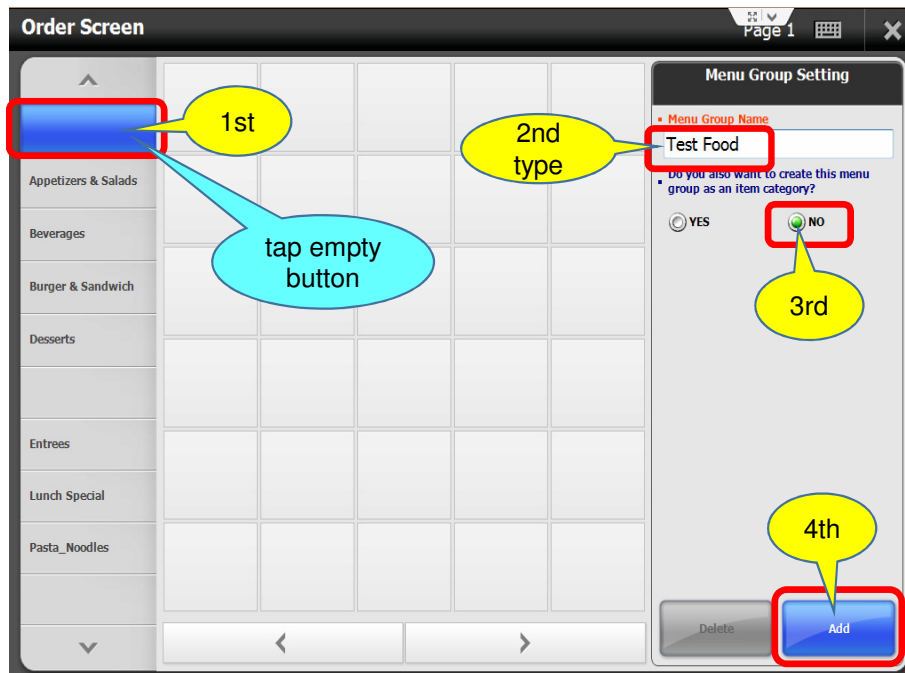 Order Screen
Page 1
1st
Appetizers & Salads
Beverages
Burger & Sandwich
Desserts
Entrees
Lunch Special
Pasta_Noodles
tap empty
button
2nd
type
Menu Group Setting
Menu Group Name
Test Food
Do you also want to create this menu
group as an item category?
YES
NO
3rd
4th
Delete
Add